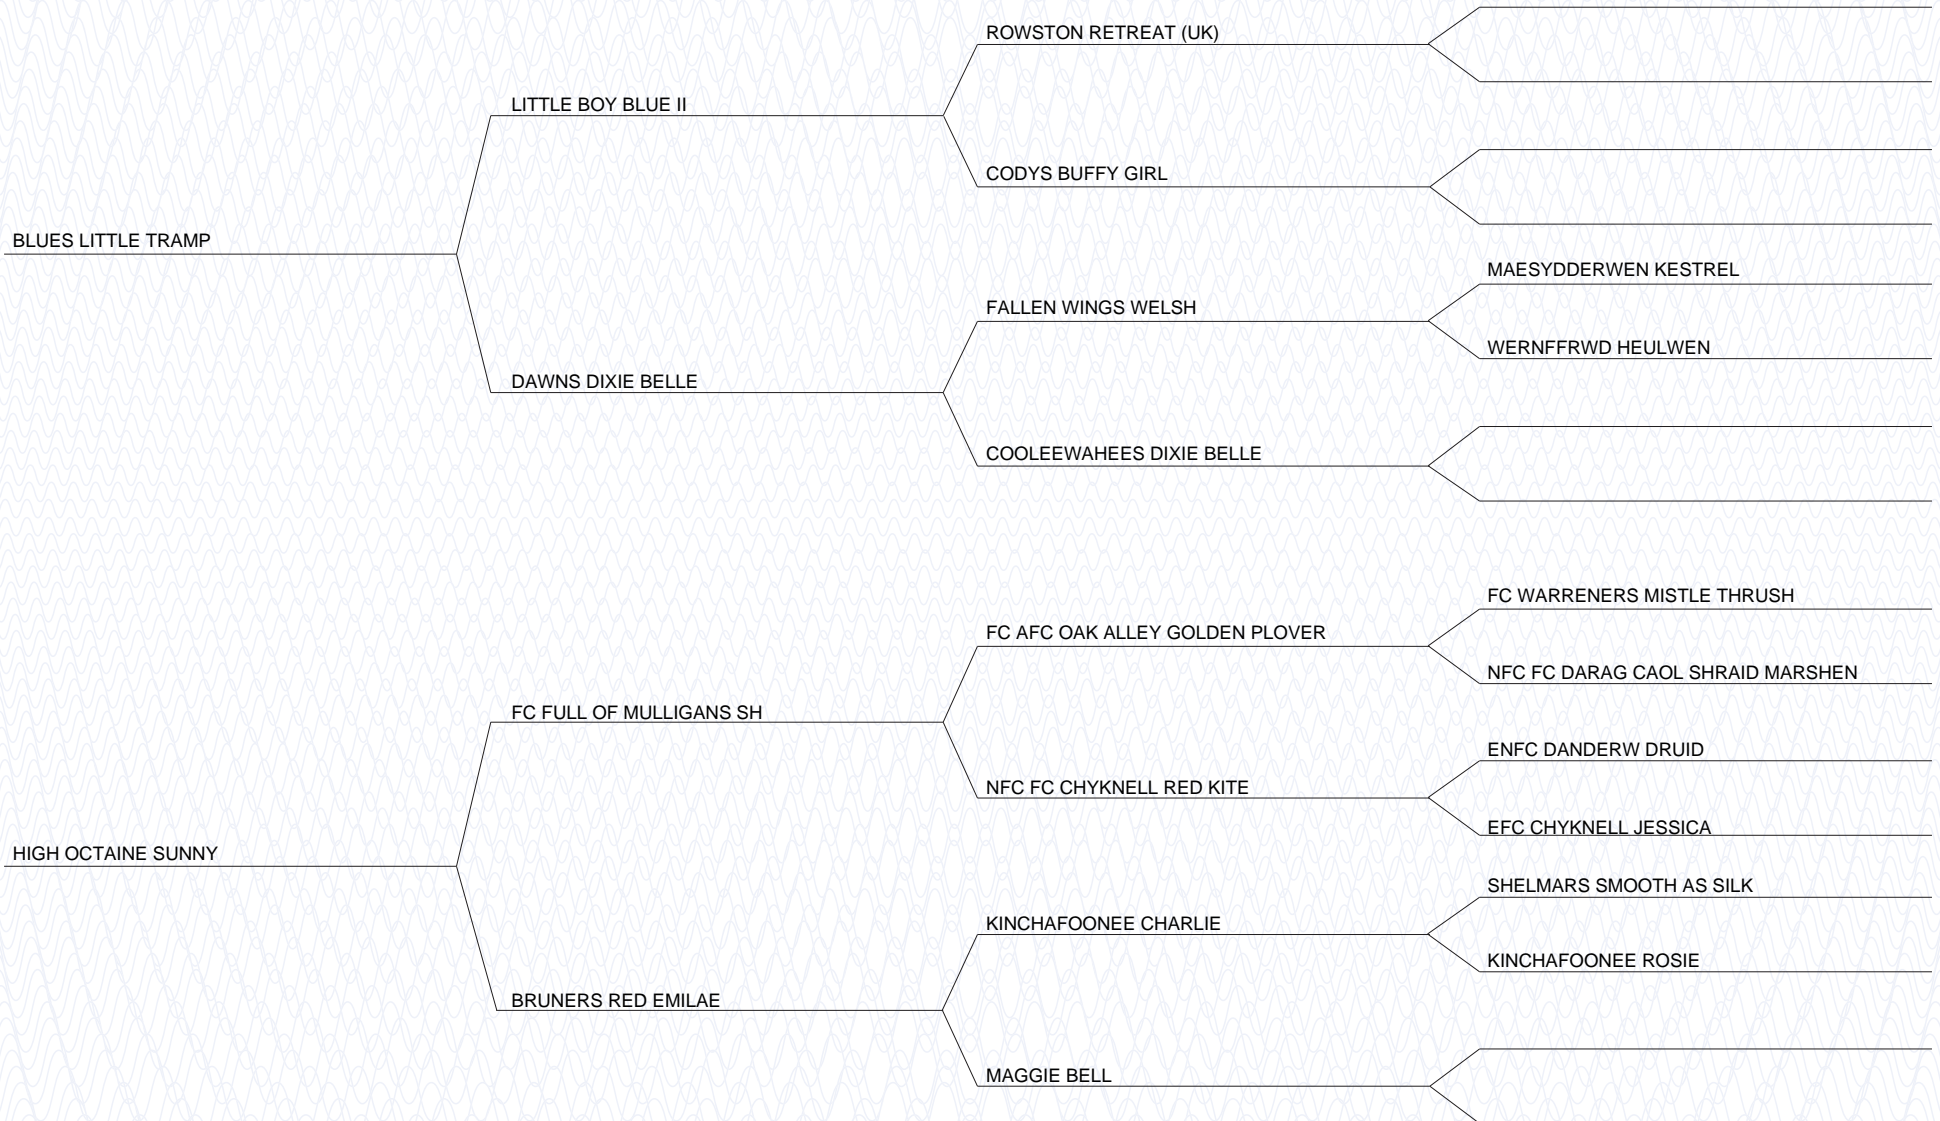 ROWSTON RETREAT (UK)
LITTLE BOY BLUE II
CODYS BUFFY GIRL
BLUES LITTLE TRAMP
MAESYDDERWEN KESTREL
FALLEN WINGS WELSH
WERNFFRWD HEULWEN
DAWNS DIXIE BELLE
COOLEEWAHEES DIXIE BELLE
FC WARRENERS MISTLE THRUSH
FC AFC OAK ALLEY GOLDEN PLOVER
NFC FC DARAG CAOL SHRAID MARSHEN
FC FULL OF MULLIGANS SH
ENFC DANDERW DRUID
NFC FC CHYKNELL RED KITE
EFC CHYKNELL JESSICA
HIGH OCTAINE SUNNY
SHELMARS SMOOTH AS SILK
KINCHAFOONEE CHARLIE
KINCHAFOONEE ROSIE
BRUNERS RED EMILAE
MAGGIE BELL